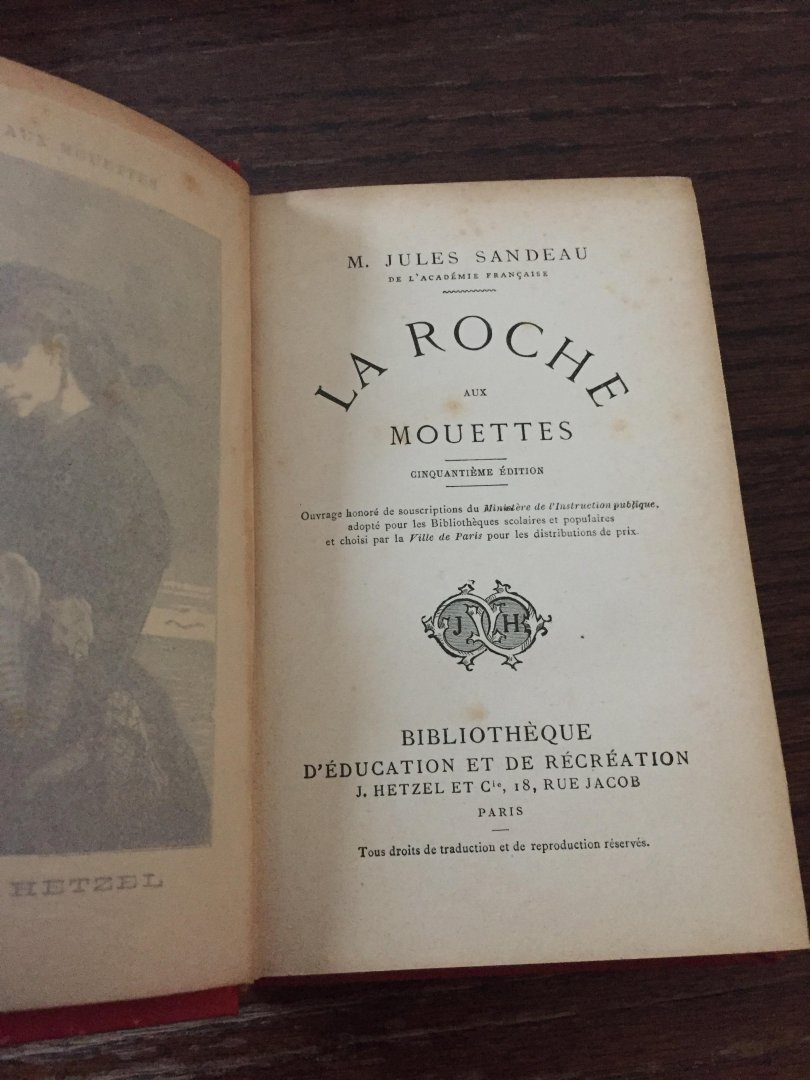 AUX MOUETTES
HETZEL
M. JULES SANDEAU
DE L'ACADÉMIE FRANÇAISE
LA ROCHE
AUX
MOUETTES
CINQUANTIÈME ÉDITION
Ouvrage honoré de souscriptions du Ministère de l'Instruction publique,
adopté pour les Bibliothèques scolaires et populaires
et choisi par la Ville de Paris pour les distributions de prix.
J H
BIBLIOTHÈQUE
D'ÉDUCATION ET DE RÉCRÉATION
J. HETZEL ET Cie, 18, RUE JACOB
PARIS
Tous droits de traduction et de reproduction réservés.